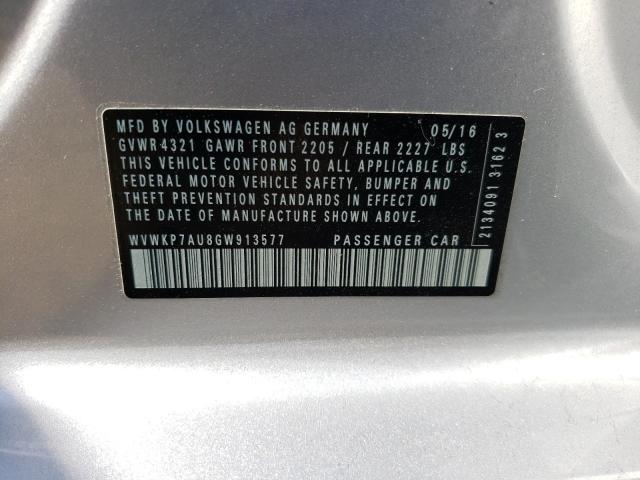 MFD BY VOLKSWAGEN AG GERMANY 05/16
GVWR 4321 GAWR FRONT 2205 / REAR 2227 LBS
THIS VEHICLE CONFORMS TO ALL APPLICABLE U.S.
FEDERAL MOTOR VEHICLE SAFETY, BUMPER AND
THEFT PREVENTION STANDARDS IN EFFECT ON
THE DATE OF MANUFACTURE SHOWN ABOVE.
WVWKP7AU8GW913577 PASSENGER CAR
2134091 3162 3